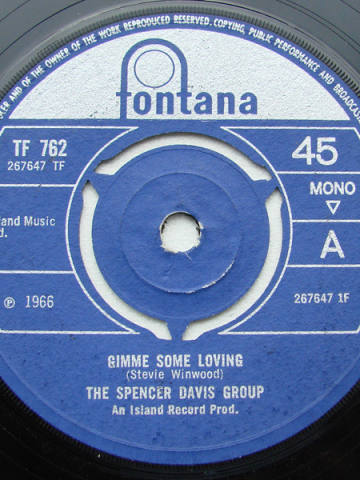 ER AND OF THE OWNER OF THE WORK REPRODUCED RESERVED. COPYING, PUBLIC PERFORMANCE AND BROADCAS
fontana
TF 762
267647 TF
45
MONO
A
and Music
d.
℗ 1966
267647 1F
GIMME SOME LOVING
(Stevie Winwood)
THE SPENCER DAVIS GROUP
An Island Record Prod.